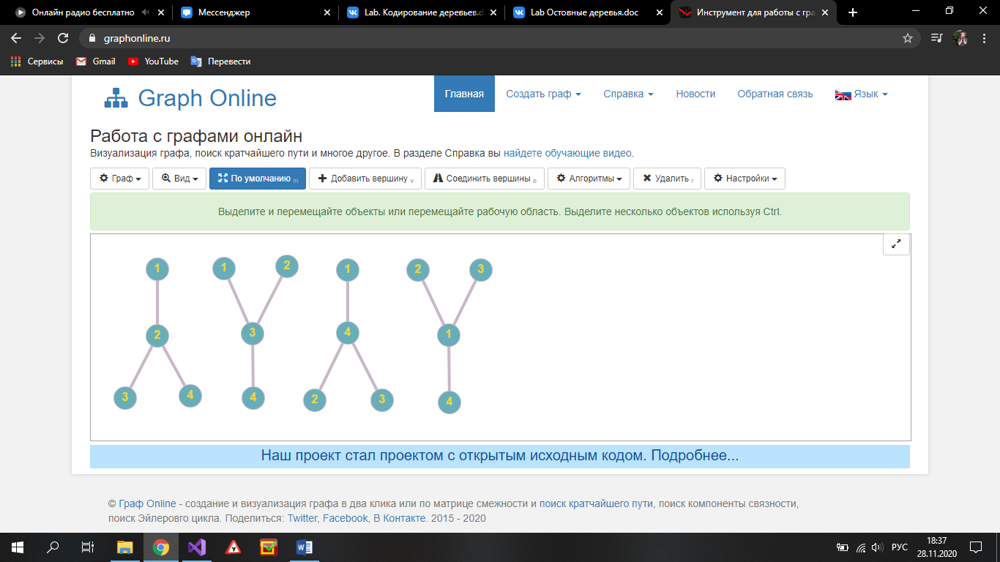 Онлайн радио бесплатно
Мессенджер
Lab. Кодирование деревьев.d
Lab Остовные деревья.doc
Инструмент для работы с гра
graphonline.ru
Сервисы Gmail YouTube Перевести
Graph Online
Главная Создать граф Справка Новости Обратная связь Язык
Работа с графами онлайн
Визуализация графа, поиск кратчайшего пути и многое другое. В разделе Справка вы найдете обучающие видео.
Граф Вид По умолчанию m Добавить вершину v Соединить вершины e Алгоритмы Удалить r Настройки
Выделите и перемещайте объекты или перемещайте рабочую область. Выделите несколько объектов используя Ctrl.
1 1 2 1 2 3
2 3 4 1
3 4 4 2 3 4
Наш проект стал проектом с открытым исходным кодом. Подробнее...
© Граф Online - создание и визуализация графа в два клика или по матрице смежности и поиск кратчайшего пути, поиск компоненты связности,
поиск Эйлерового цикла. Поделиться: Twitter, Facebook, В Контакте. 2015 - 2020
РУС
18:37
28.11.2020